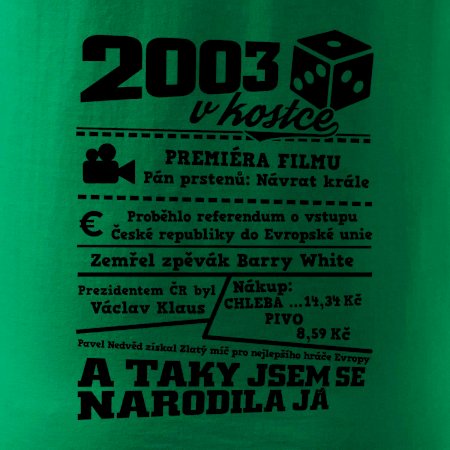 2003
v kostce
PREMIÉRA FILMU
Pán prstenů: Návrat krále
€
Proběhlo referendum o vstupu
České republiky do Evropské unie
Zemřel zpěvák Barry White
Prezidentem ČR byl
Václav Klaus
Nákup:
CHLEBA ...14,34 Kč
PIVO
8,59 Kč
Pavel Nedvěd získal Zlatý míč pro nejlepšího hráče Evropy
A TAKY JSEM SE
NARODILA JÁ